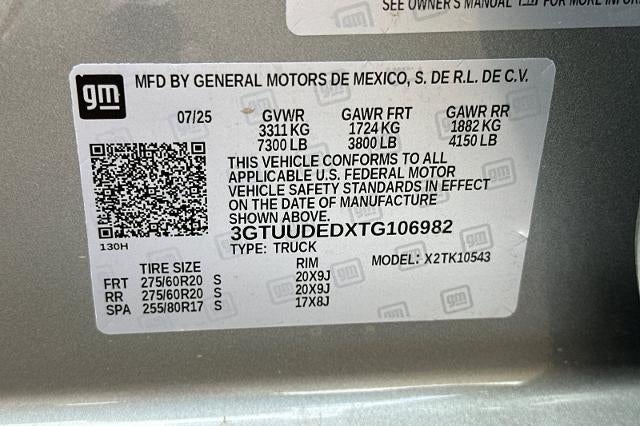 SEE OWNER'S MANUAL FOR MORE INFOR
gm MFD BY GENERAL MOTORS DE MEXICO, S. DE R.L. DE C.V.
07/25 GVWR GAWR FRT GAWR RR
3311 KG 1724 KG 1882 KG
7300 LB 3800 LB 4150 LB
THIS VEHICLE CONFORMS TO ALL
APPLICABLE U.S. FEDERAL MOTOR
VEHICLE SAFETY STANDARDS IN EFFECT
ON THE DATE OF MANUFACTURE
SHOWN ABOVE.
3GTUUDEDXTG106982
130H TYPE: TRUCK MODEL: X2TK10543
TIRE SIZE RIM
FRT 275/60R20 S 20X9J
RR 275/60R20 S 20X9J
SPA 255/80R17 S 17X8J